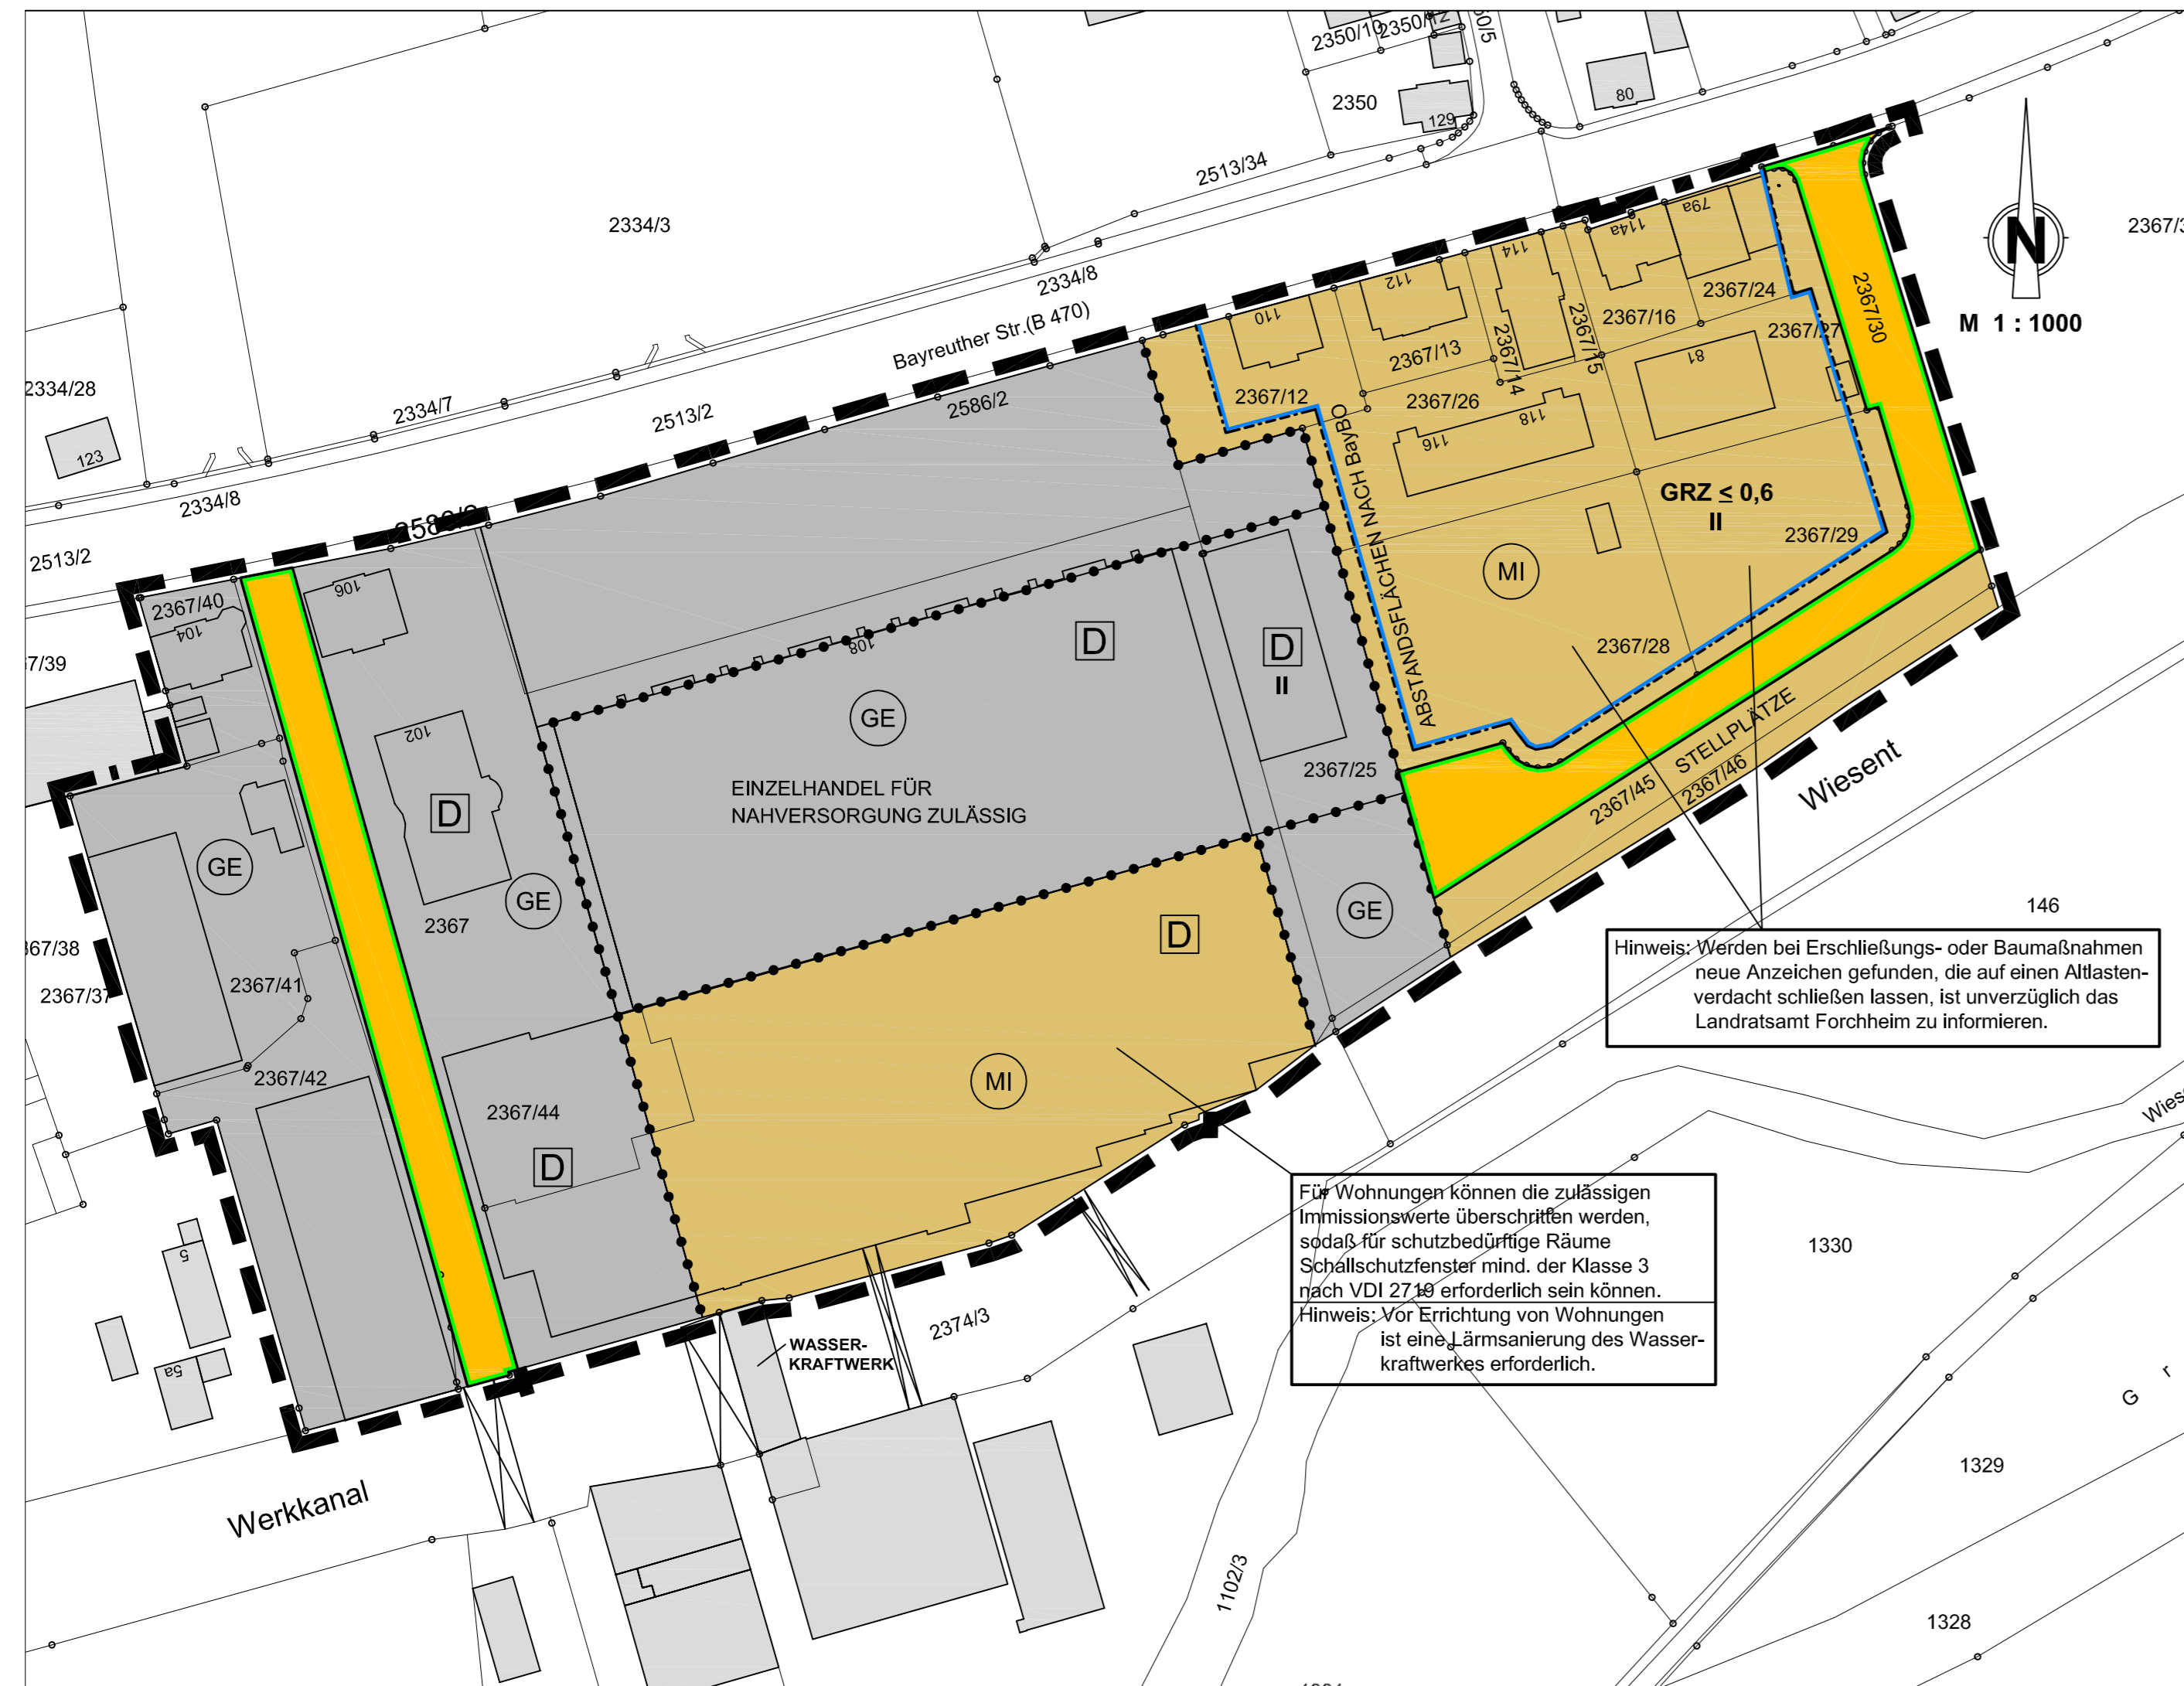 2350/10
2350/12
2350
129
80
2513/34
2334/3
2334/8
Bayreuther Str.(B 470)
2334/28
123
2334/7
2513/2
2586/2
2334/8
2513/2
N
M 1 : 1000
110
112
114
114a
79a
2367/24
2367/30
2367/16
2367/27
2367/13
2367/14
2367/15
2367/12
2367/26
81
116
118
GRZ ≤ 0,6
II
2367/29
MI
2367/28
ABSTANDSFLÄCHEN NACH BayBO
2367/40
104
106
102
108
D
D
II
GE
EINZELHANDEL FÜR
NAHVERSORGUNG ZULÄSSIG
2367/25
STELLPLÄTZE
2367/45
2367/46
Wiesent
D
GE
GE
2367
D
GE
146
2367/37
2367/41
2367/42
2367/44
D
MI
Hinweis: Werden bei Erschließungs- oder Baumaßnahmen
neue Anzeichen gefunden, die auf einen Altlasten-
verdacht schließen lassen, ist unverzüglich das
Landratsamt Forchheim zu informieren.
Für Wohnungen können die zulässigen
Immissionswerte überschritten werden,
sodaß für schutzbedürftige Räume
Schallschutzfenster mind. der Klasse 3
nach VDI 2719 erforderlich sein können.
Hinweis: Vor Errichtung von Wohnungen
ist eine Lärmsanierung des Wasser-
kraftwerkes erforderlich.
5
5a
WASSER-
KRAFTWERK
2374/3
1330
Werkkanal
1102/3
1329
1328
G r